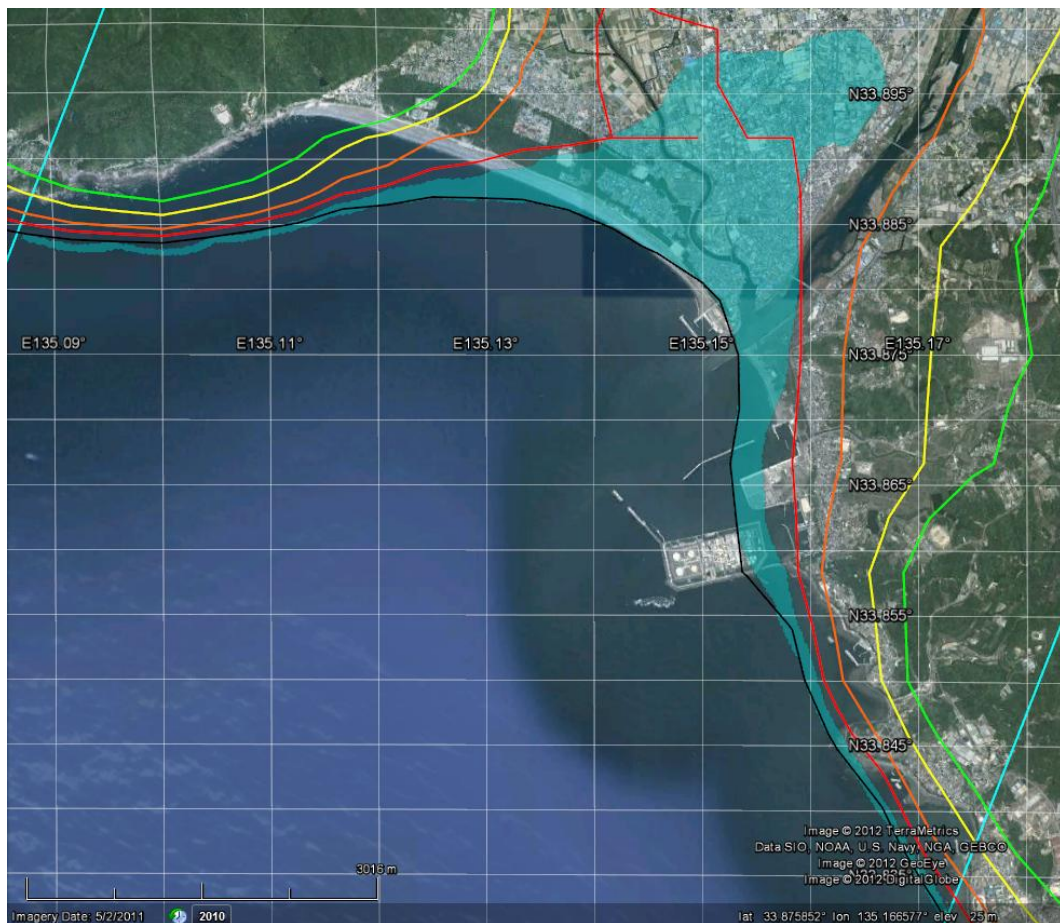 N33.895°
N33.885°
E135.09° E135.11° E135.13° E135.15° E135.17°
N33.875°
N33.865°
N33.855°
N33.845°
Image © 2012 TerraMetrics
Data SIO, NOAA, U.S. Navy, NGA, GEBCO
Image © 2012 GeoEye
Image © 2012 DigitalGlobe
3016 m
Imagery Date: 5/2/2011 2010 lat 33.875852° lon 135.166577° elev 25 m